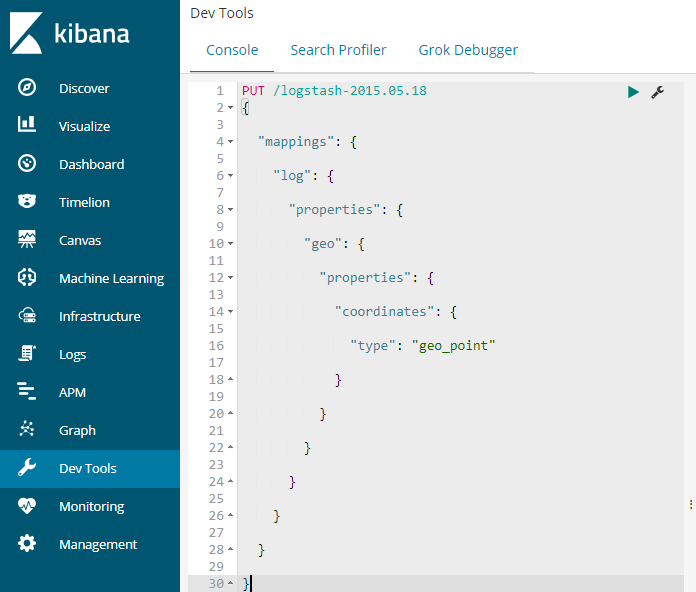 kibana
Discover
Visualize
Dashboard
Timelion
Canvas
Machine Learning
Infrastructure
Logs
APM
Graph
Dev Tools
Monitoring
Management
Dev Tools
Console Search Profiler Grok Debugger
1 PUT /logstash-2015.05.18
2 {
3
4 "mappings": {
5
6 "log": {
7
8 "properties": {
9
10 "geo": {
11
12 "properties": {
13
14 "coordinates": {
15
16 "type": "geo_point"
17
18 }
19
20 }
21
22 }
23
24 }
25
26 }
27
28 }
29
30 }